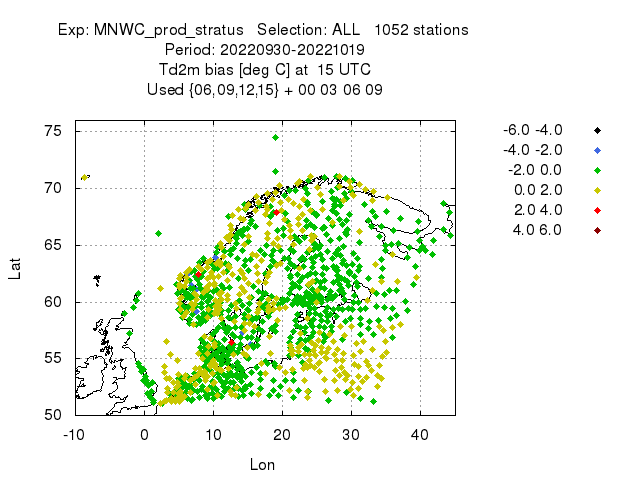 Exp: MNWC_prod_stratus   Selection: ALL   1052 stations
Period: 20220930-20221019
Td2m bias [deg C] at  15 UTC
Used {06,09,12,15} + 00 03 06 09
-6.0 -4.0
-4.0 -2.0
-2.0 0.0
0.0 2.0
2.0 4.0
4.0 6.0
75
70
65
60
55
50
Lat
-10 0 10 20 30 40
Lon